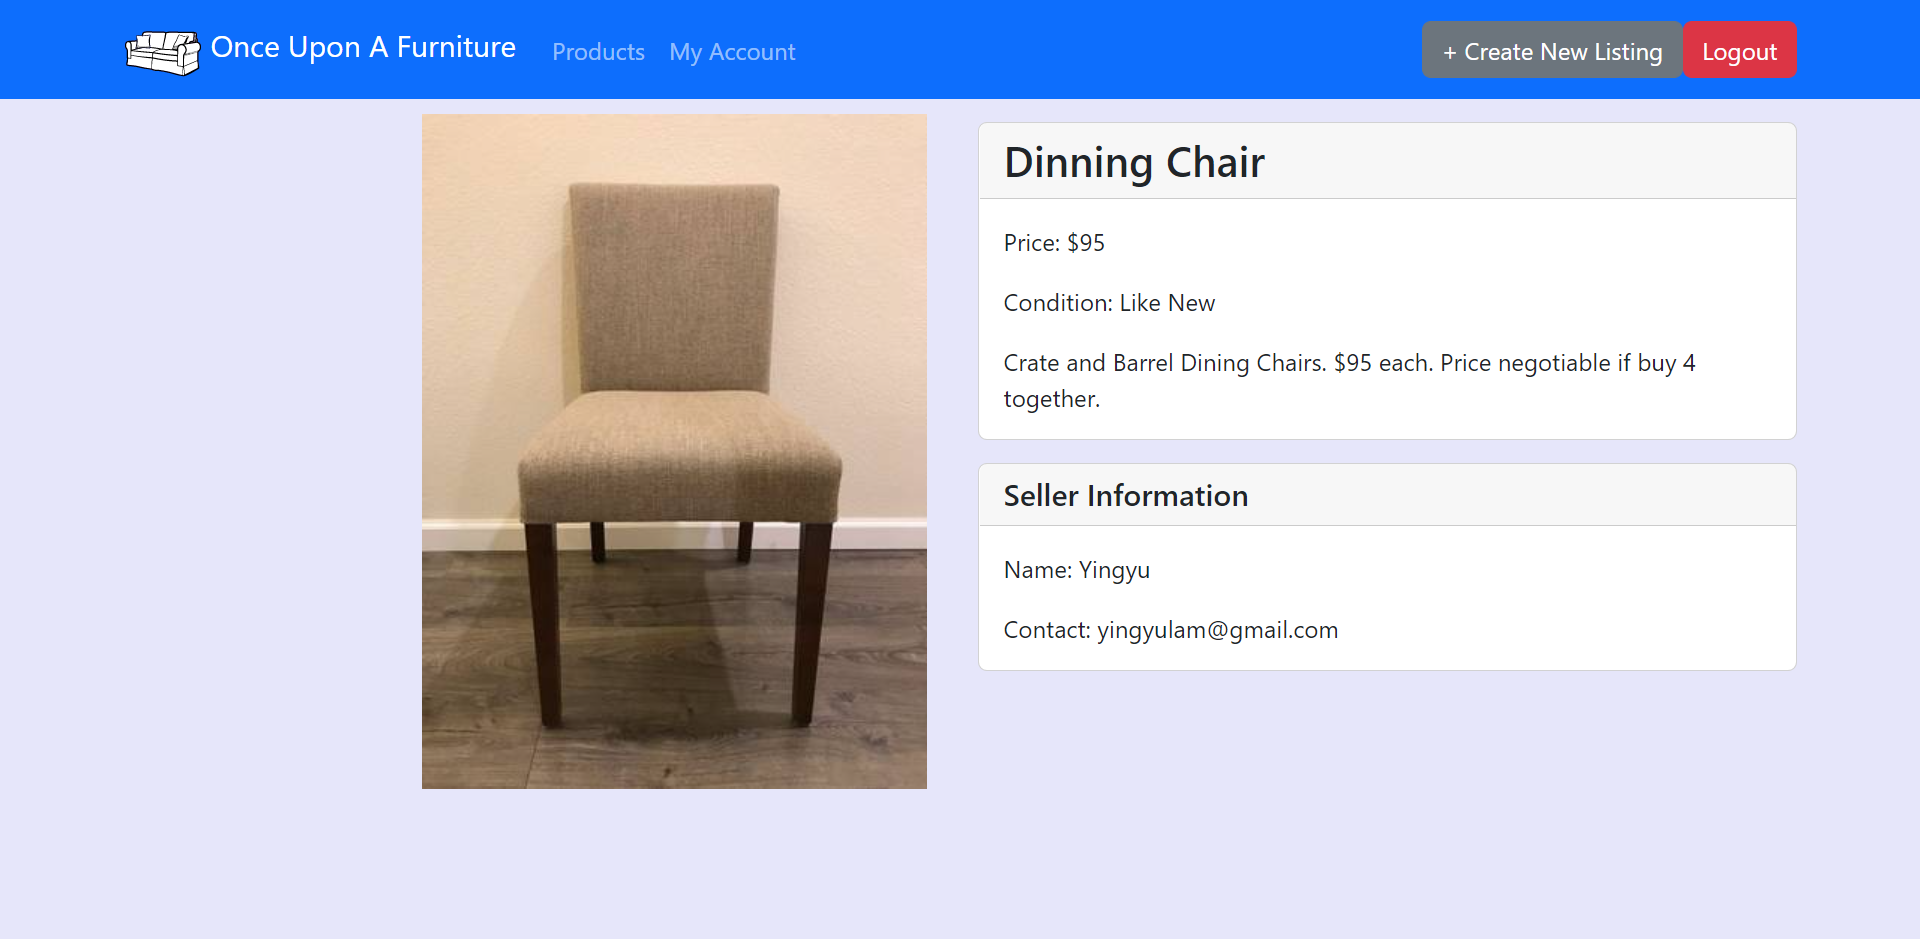 Once Upon A Furniture
Products
My Account
+ Create New Listing
Logout
Dinning Chair
Price: $95
Condition: Like New
Crate and Barrel Dining Chairs. $95 each. Price negotiable if buy 4
together.
Seller Information
Name: Yingyu
Contact: yingyulam@gmail.com